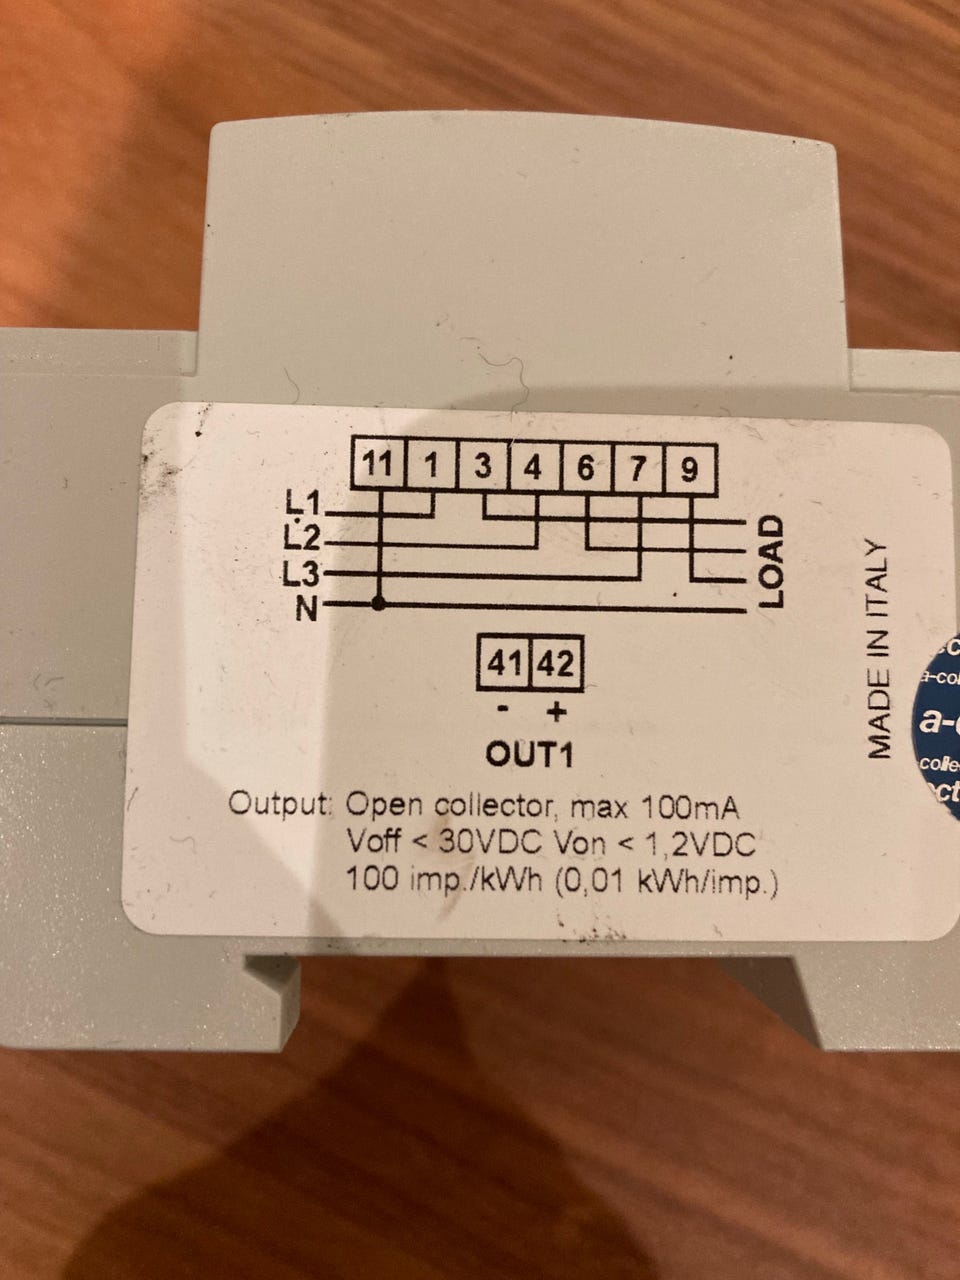 11 1 3 4 6 7 9
L1
L2
L3
N
LOAD
41 42
- +
OUT1
Output: Open collector, max 100mA
Voff < 30VDC Von < 1,2VDC
100 imp./kWh (0,01 kWh/imp.)
MADE IN ITALY